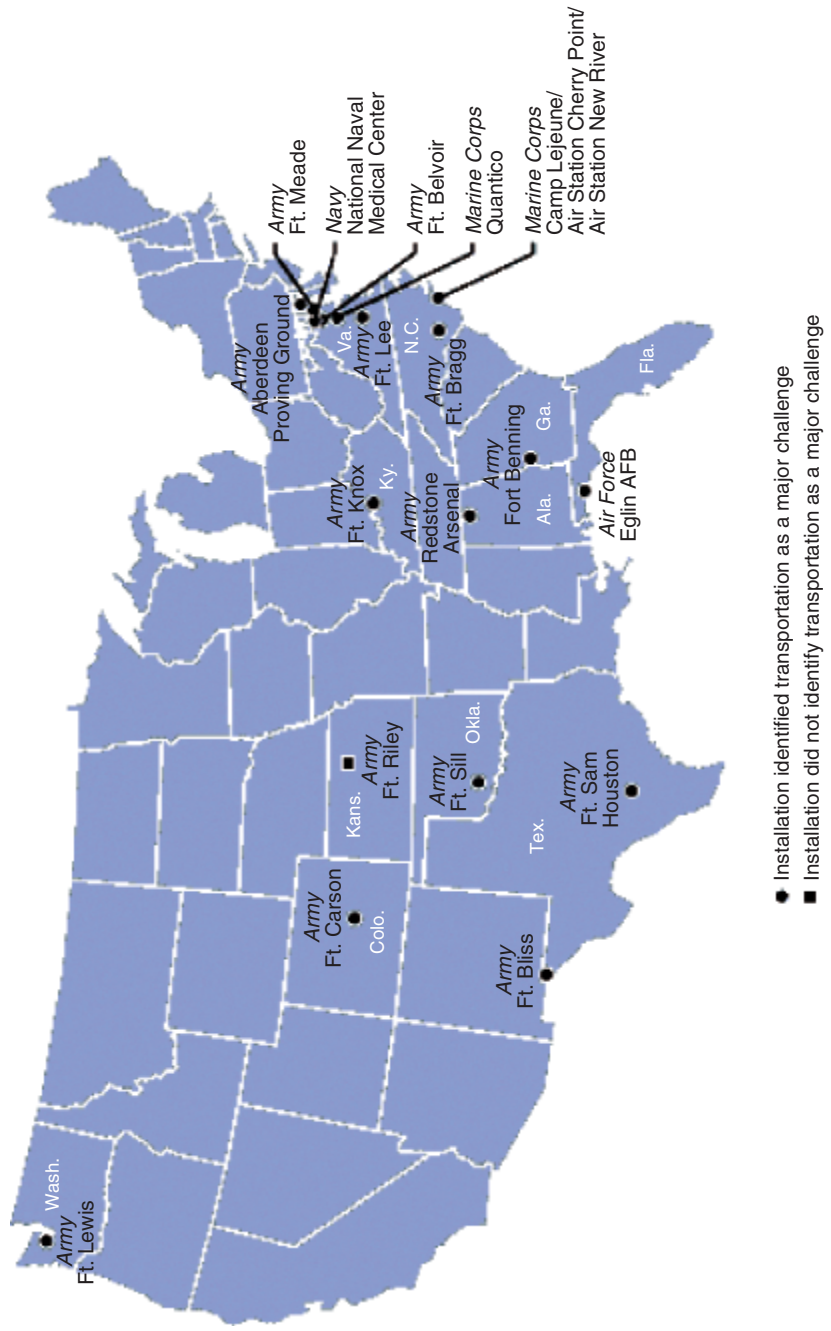 Wash.
Army
Ft. Lewis
Army
Ft. Carson
Colo.
Kans.
Army
Ft. Riley
Army
Ft. Sill
Okla.
Army
Ft. Bliss
Tex.
Army
Ft. Sam
Houston
Army
Ft. Knox
Ky.
Army
Redstone
Arsenal
Army
Fort Benning
Ala.
Ga.
Air Force
Eglin AFB
Fla.
Army
Aberdeen
Proving Ground
Va.
Army
Ft. Lee
N.C.
Army
Ft. Bragg
Army
Ft. Meade
Navy
National Naval
Medical Center
Army
Ft. Belvoir
Marine Corps
Quantico
Marine Corps
Camp Lejeune/
Air Station Cherry Point/
Air Station New River
Installation identified transportation as a major challenge
Installation did not identify transportation as a major challenge